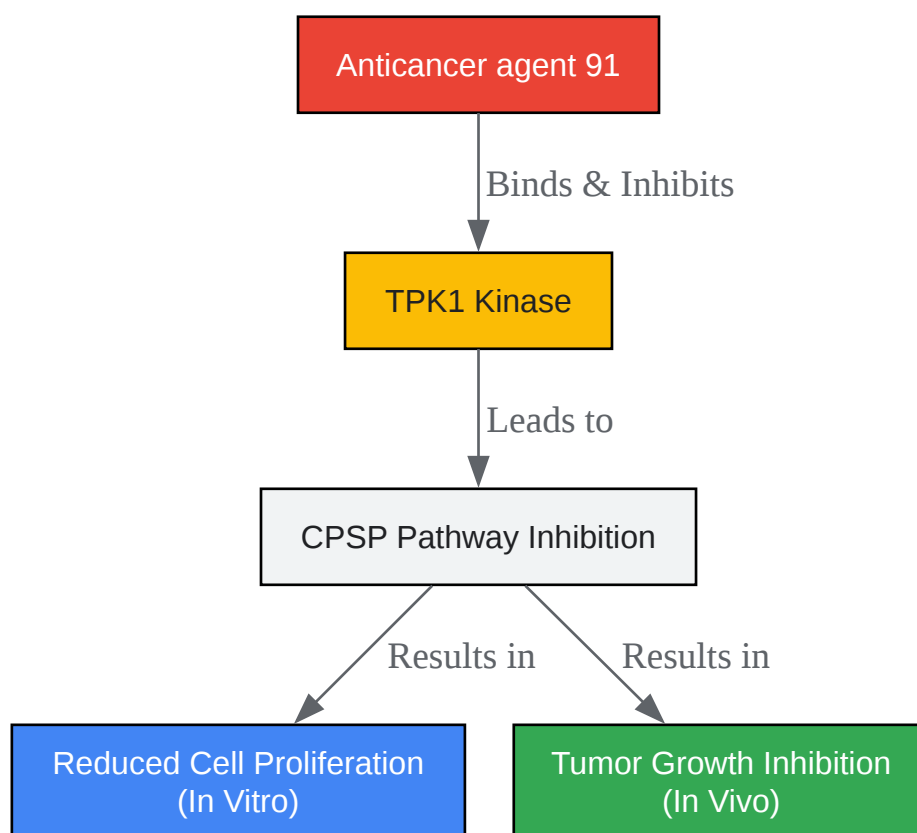 Anticancer agent 91
Binds & Inhibits
TPK1 Kinase
Leads to
CPSP Pathway Inhibition
Results in
Results in
Reduced Cell Proliferation
(In Vitro)
Tumor Growth Inhibition
(In Vivo)